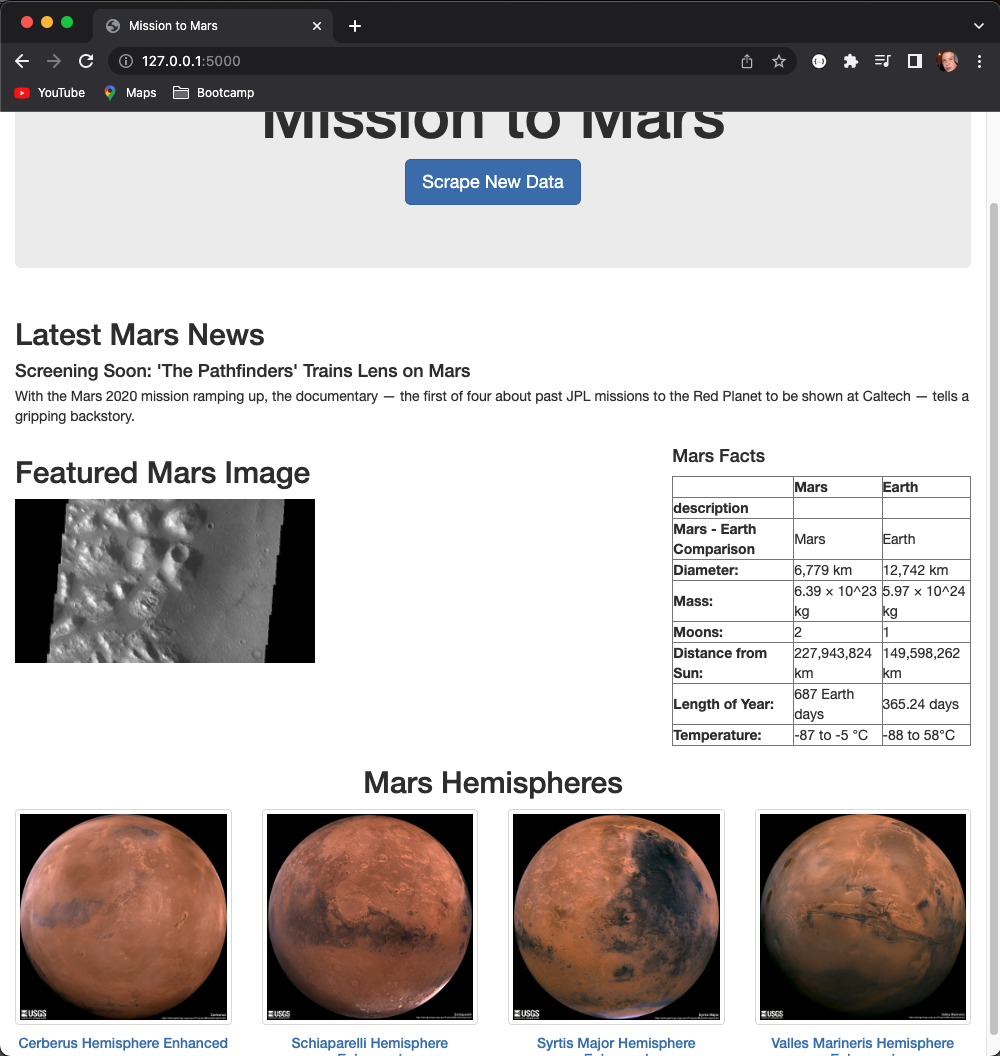 Mission to Mars
127.0.0.1:5000
YouTube
Maps
Bootcamp
Mission to Mars
Scrape New Data
Latest Mars News
Screening Soon: 'The Pathfinders' Trains Lens on Mars
With the Mars 2020 mission ramping up, the documentary — the first of four about past JPL missions to the Red Planet to be shown at Caltech — tells a
gripping backstory.
Featured Mars Image
Mars Facts
Mars Earth
description
Mars - Earth
Comparison
Mars Earth
Diameter: 6,779 km 12,742 km
Mass: 6.39 × 10^23 5.97 × 10^24
kg kg
Moons: 2 1
Distance from 227,943,824 149,598,262
Sun: km km
Length of Year: 687 Earth
days
365.24 days
Temperature: -87 to -5 °C -88 to 58°C
Mars Hemispheres
USGS
USGS
USGS
USGS
Cerberus Hemisphere Enhanced
Schiaparelli Hemisphere
Syrtis Major Hemisphere
Valles Marineris Hemisphere